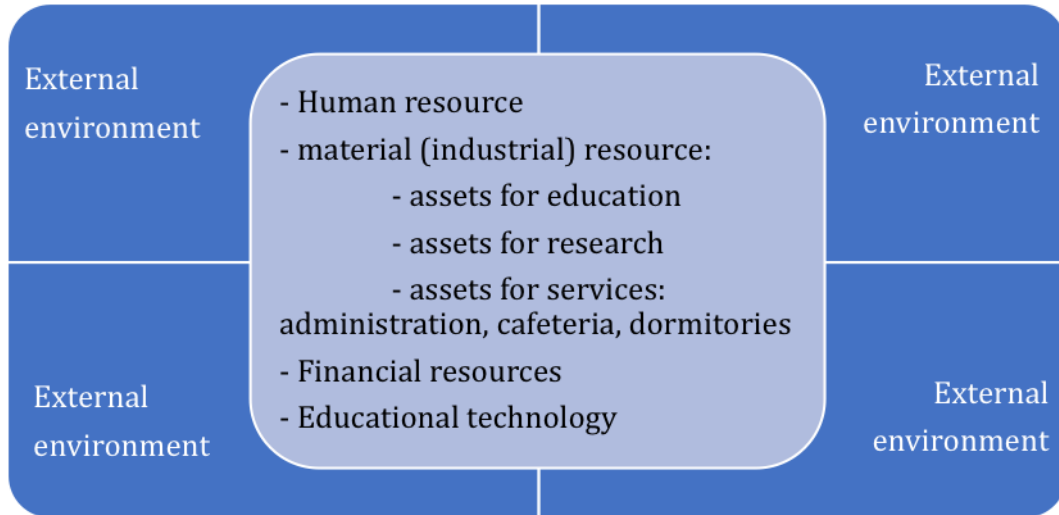 External
environment
External
environment
- Human resource
- material (industrial) resource:
- assets for education
- assets for research
- assets for services:
administration, cafeteria, dormitories
- Financial resources
- Educational technology
External
environment
External
environment